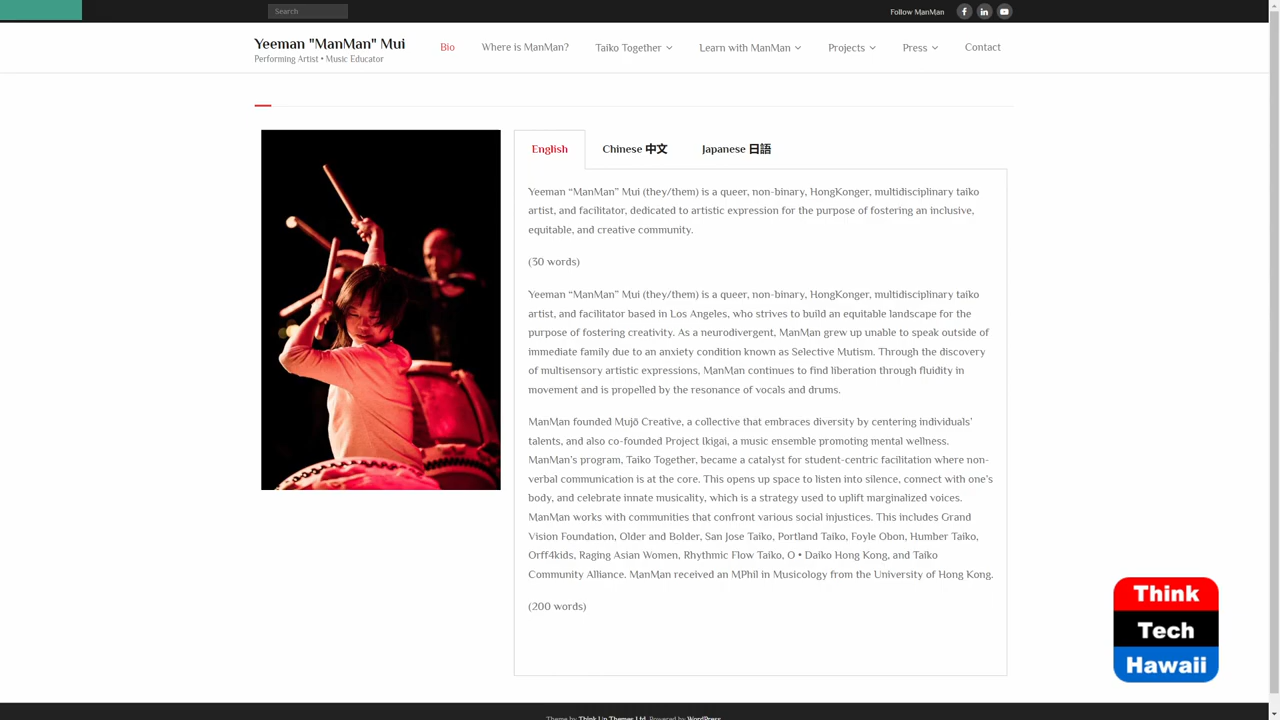 Search
Follow ManMan
Yeeman "ManMan" Mui
Performing Artist • Music Educator
Bio
Where is ManMan?
Taiko Together
Learn with ManMan
Projects
Press
Contact
English
Chinese 中文
Japanese 日語
Yeeman “ManMan” Mui (they/them) is a queer, non-binary, HongKonger, multidisciplinary taiko
artist, and facilitator, dedicated to artistic expression for the purpose of fostering an inclusive,
equitable, and creative community.
(30 words)
Yeeman “ManMan” Mui (they/them) is a queer, non-binary, HongKonger, multidisciplinary taiko
artist, and facilitator based in Los Angeles, who strives to build an equitable landscape for the
purpose of fostering creativity. As a neurodivergent, ManMan grew up unable to speak outside of
immediate family due to an anxiety condition known as Selective Mutism. Through the discovery
of multisensory artistic expressions, ManMan continues to find liberation through fluidity in
movement and is propelled by the resonance of vocals and drums.
ManMan founded Mujō Creative, a collective that embraces diversity by centering individuals’
talents, and also co-founded Project Ikigai, a music ensemble promoting mental wellness.
ManMan’s program, Taiko Together, became a catalyst for student-centric facilitation where non-
verbal communication is at the core. This opens up space to listen into silence, connect with one’s
body, and celebrate innate musicality, which is a strategy used to uplift marginalized voices.
ManMan works with communities that confront various social injustices. This includes Grand
Vision Foundation, Older and Bolder, San Jose Taiko, Portland Taiko, Foyle Obon, Humber Taiko,
Orff4kids, Raging Asian Women, Rhythmic Flow Taiko, O • Daiko Hong Kong, and Taiko
Community Alliance. ManMan received an MPhil in Musicology from the University of Hong Kong.
(200 words)
Think
Tech
Hawaii
Theme by Think Up Themes Ltd. Powered by WordPress.